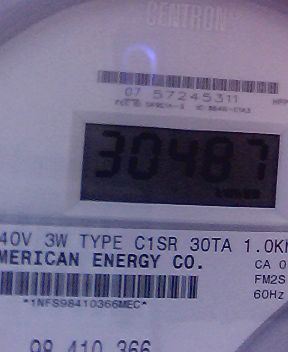 CENTRON
07 57245311
30487
40V 3W TYPE C1SR 30TA 1.0K
MERICAN ENERGY CO.
CA 0
FM2S
60Hz
*1NFS98410366MEC*
98 410 366